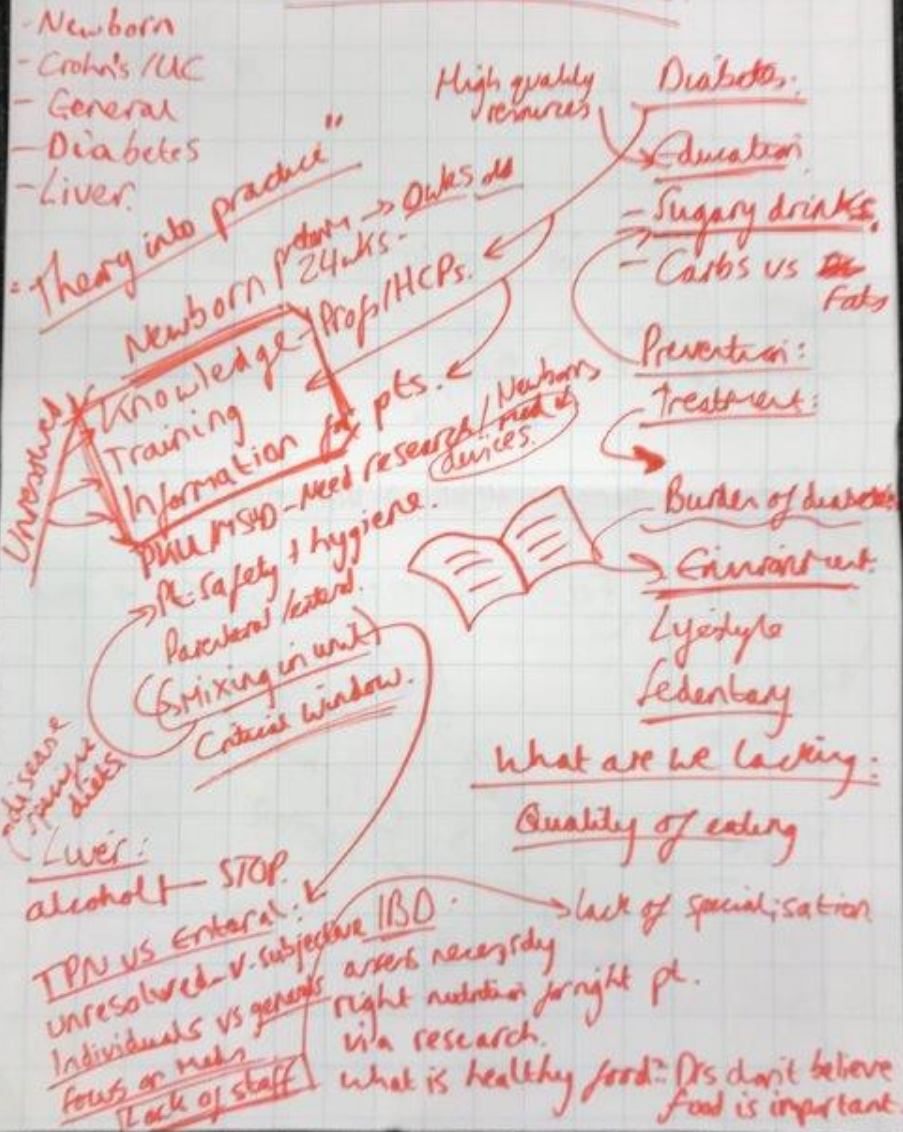 - Newborn
- Crohn's /UC
- General
- Diabetes
- Liver.
"Theory into practice"
Newborn preterm → 0wks old
24wks.
Knowledge - Profs/HCPs.
Training
Information for pts.
Unresolved
PMU MSUD - Need research / Newborns
med devices.
Pt. safety + hygiene.
Parenteral /enteral.
(Mixing in unit)
Critical window.
disease
diets
Liver:
alcohol - STOP.
TPN vs Enteral:
unresolved - v. subjective
Individuals vs generals
focus on
Lack of staff
High quality
resources
Diabetes.
Education
- Sugary drinks.
- Carbs vs
Fats
Prevention:
Treatment:
Burden of diabetes
Environment.
Lifestyle
Sedentary
What are we lacking:
Quality of eating
IBD.
lack of specialisation
assess necessity
right nutrition for right pt.
via research.
what is healthy food? Drs don't believe
food is important.